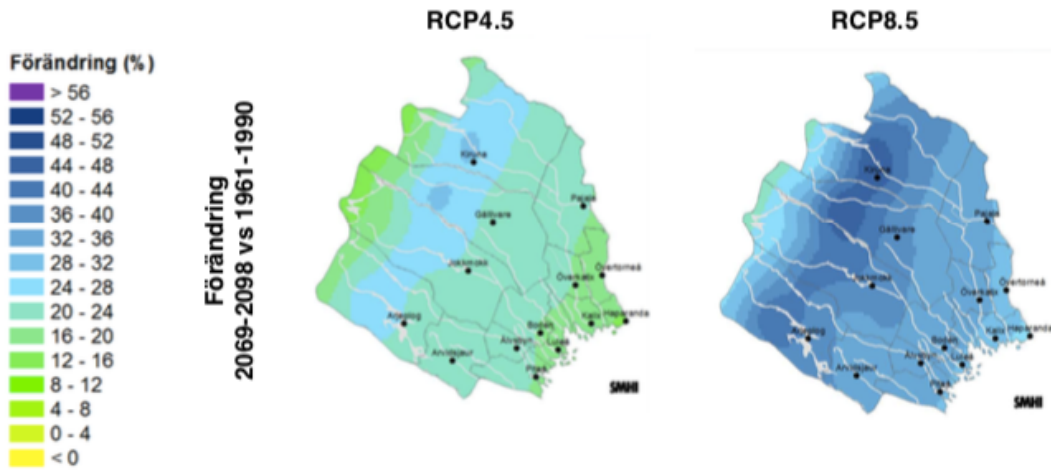 RCP4.5
RCP8.5
Förändring (%)
> 56
52 - 56
48 - 52
44 - 48
40 - 44
36 - 40
32 - 36
28 - 32
24 - 28
20 - 24
16 - 20
12 - 16
8 - 12
4 - 8
0 - 4
< 0
Förändring
2069-2098 vs 1961-1990
Kiruna
Pajala
Gällivare
Jokkmokk
Övertorneå
Överkalix
Arjeplog
Boden
Kalix
Haparanda
Älvsbyn
Luleå
Arvidsjaur
Piteå
SMHI
Kiruna
Pajala
Gällivare
Jokkmokk
Övertorneå
Överkalix
Arjeplog
Boden
Kalix
Haparanda
Älvsbyn
Luleå
Arvidsjaur
Piteå
SMHI